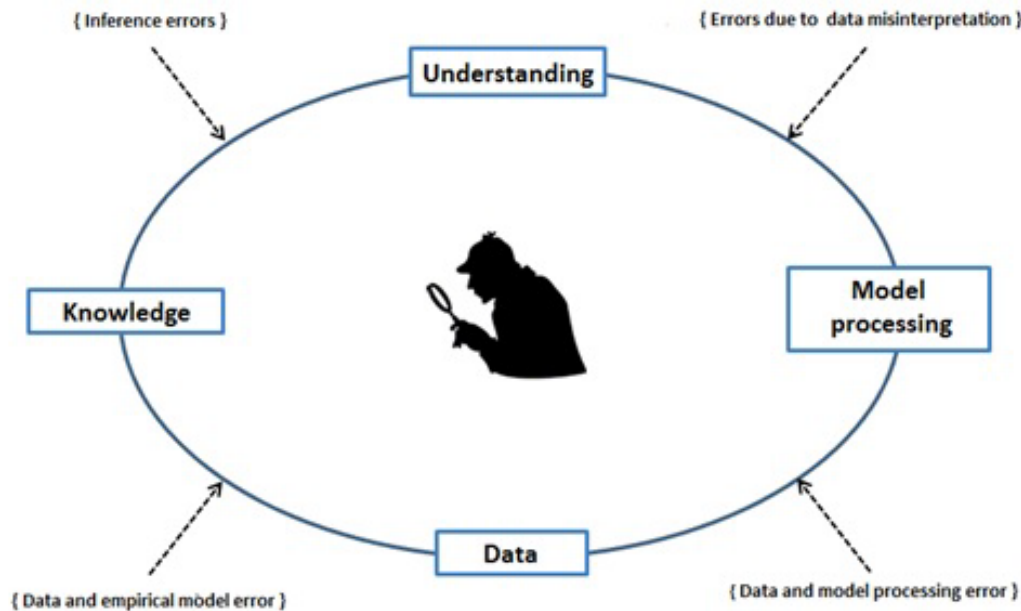 { Inference errors }
{ Errors due to data misinterpretation }
Understanding
Knowledge
Model
processing
Data
{ Data and empirical model error }
{ Data and model processing error }